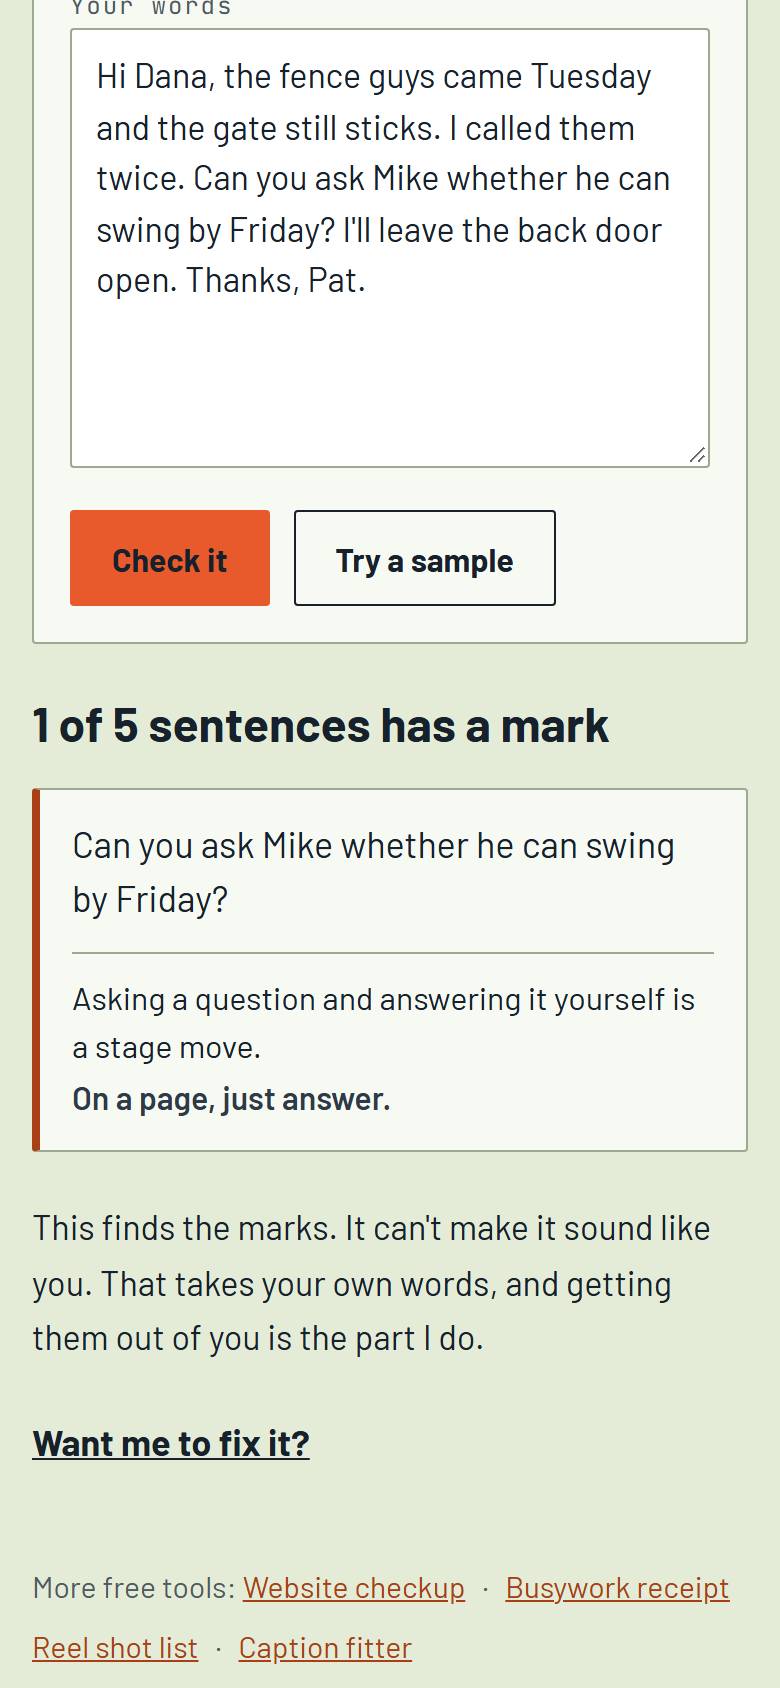 Your words
Hi Dana, the fence guys came Tuesday
and the gate still sticks. I called them
twice. Can you ask Mike whether he can
swing by Friday? I'll leave the back door
open. Thanks, Pat.
Check it
Try a sample
1 of 5 sentences has a mark
Can you ask Mike whether he can swing
by Friday?
Asking a question and answering it yourself is
a stage move.
On a page, just answer.
This finds the marks. It can't make it sound like
you. That takes your own words, and getting
them out of you is the part I do.
Want me to fix it?
More free tools: Website checkup · Busywork receipt
Reel shot list · Caption fitter